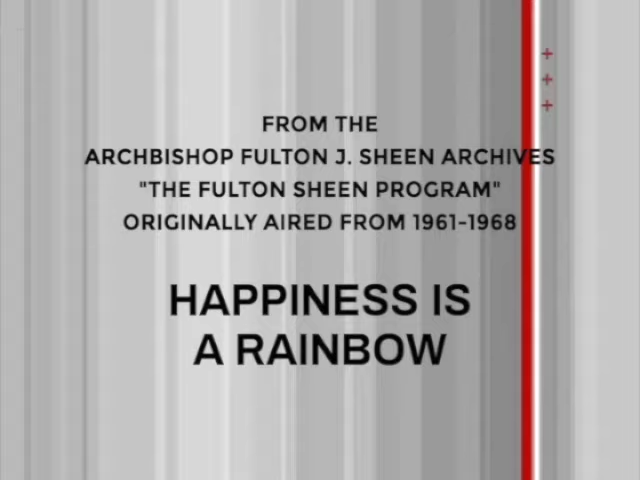 FROM THE
ARCHBISHOP FULTON J. SHEEN ARCHIVES
"THE FULTON SHEEN PROGRAM"
ORIGINALLY AIRED FROM 1961-1968
HAPPINESS IS
A RAINBOW